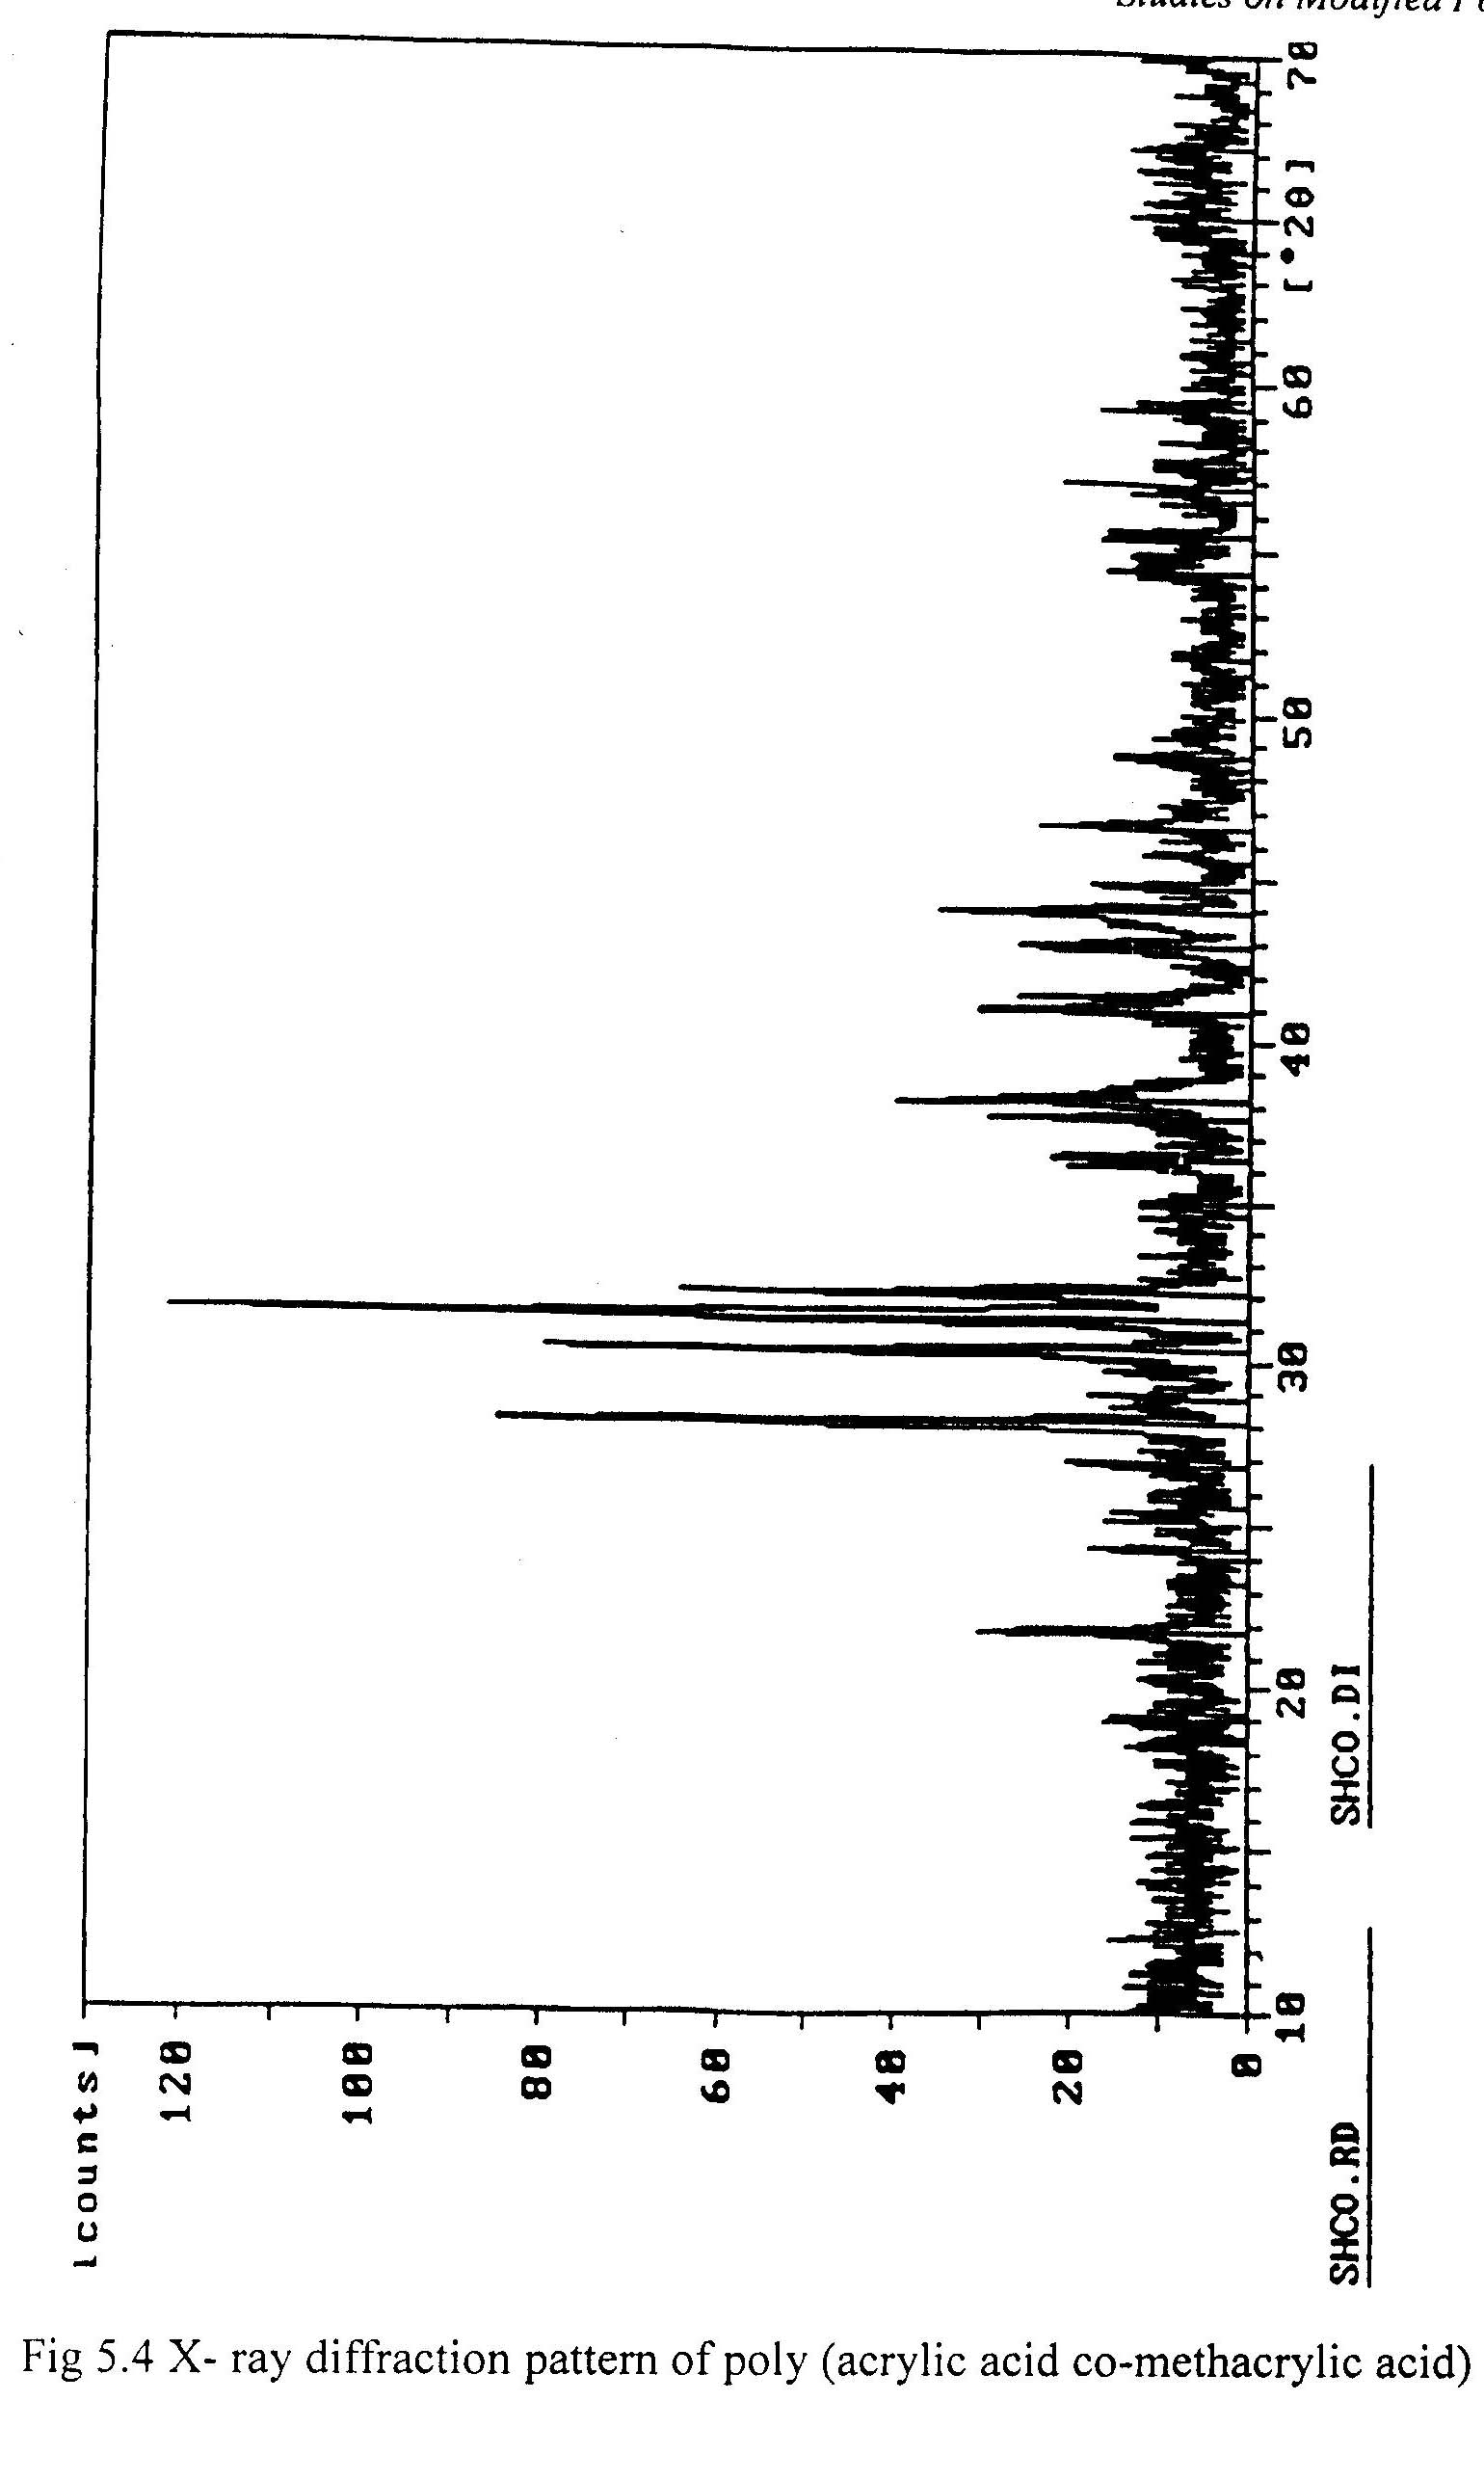 Studies on Modified
[counts]
120
100
80
60
40
20
0
10
20
30
40
50
60
[°2θ]
70
SHCO.RD
SHCO.DI
Fig 5.4 X- ray diffraction pattern of poly (acrylic acid co-methacrylic acid)